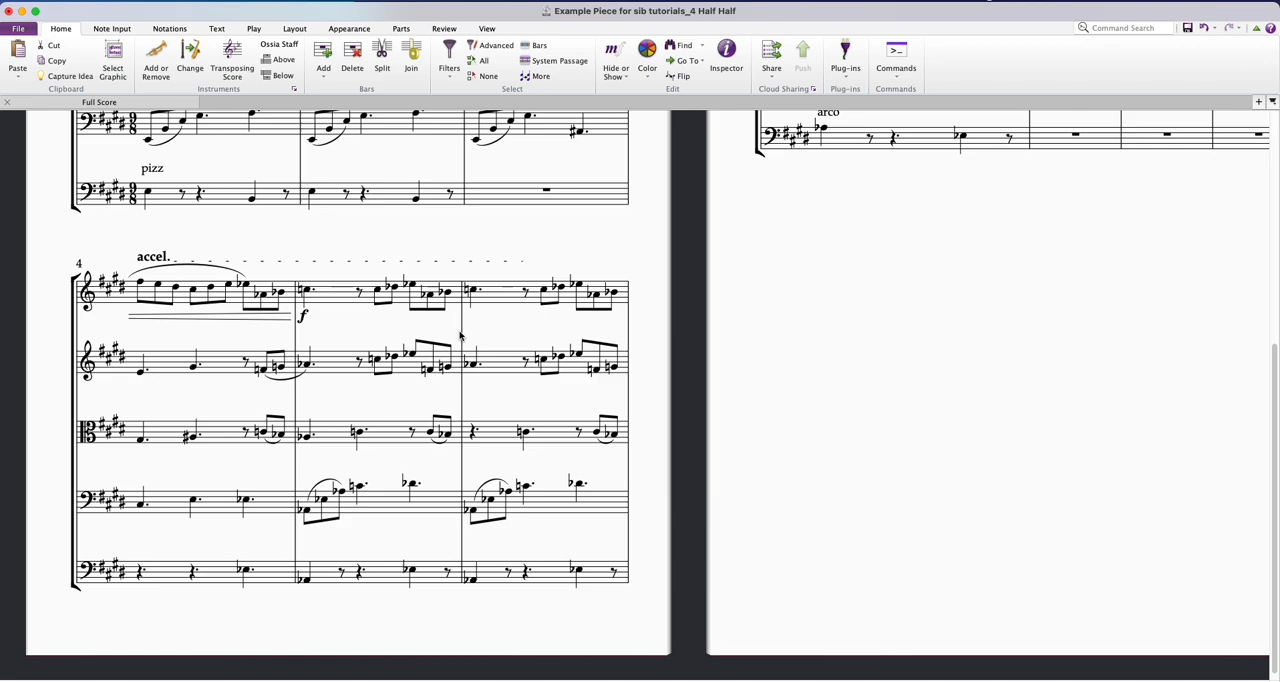 Example Piece for sib tutorials_4 Half Half
File Home Note Input Notations Text Play Layout Appearance Parts Review View Command Search
Paste Cut Copy Capture Idea Select Graphic Clipboard
Add or Remove Change Transposing Score Ossia Staff Above Below Instruments
Add Delete Split Join Bars
Filters Advanced All None Bars System Passage More Select
Hide or Show Color Find Go To Flip Inspector Edit
Share Push Cloud Sharing
Plug-ins Plug-ins
Commands Commands
Full Score
arco
9 8
pizz
9 8
accel.
4
f